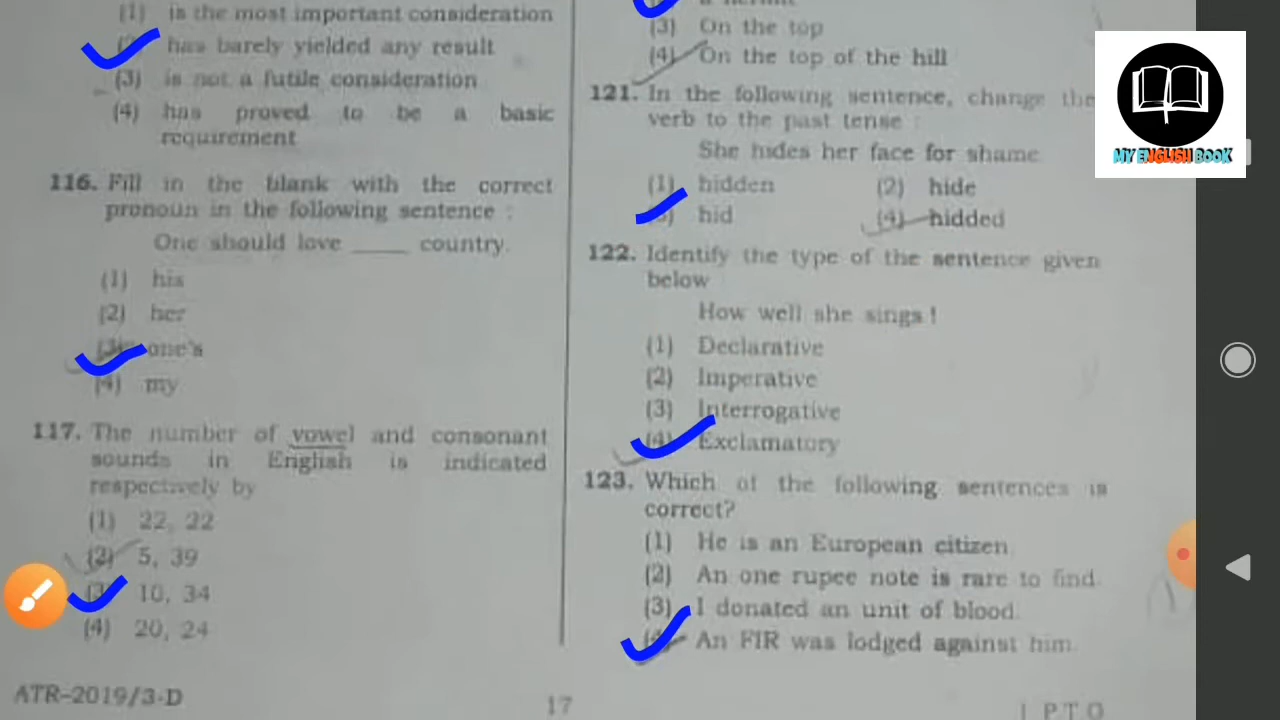 (1) is the most important consideration
has barely yielded any result
(3) is not a futile consideration
(4) has proved to be a basic
requirement
116. Fill in the blank with the correct
pronoun in the following sentence :
One should love ____ country.
(1) his
(2) her
(3) one's
(4) my
117. The number of vowel and consonant
sounds in English is indicated
respectively by
(1) 22, 22
(2) 5, 39
(3) 10, 34
(4) 20, 24
ATR-2019/3-D
17
(3) On the top
(4) On the top of the hill
121. In the following sentence, change the
verb to the past tense :
She hides her face for shame
(1) hidden (2) hide
hid (4) hidded
122. Identify the type of the sentence given
below
How well she sings !
(1) Declarative
(2) Imperative
(3) Interrogative
(4) Exclamatory
123. Which of the following sentences is
correct?
(1) He is an European citizen.
(2) An one rupee note is rare to find.
(3) I donated an unit of blood.
An FIR was lodged against him.
P.T.O
MY ENGLISH BOOK